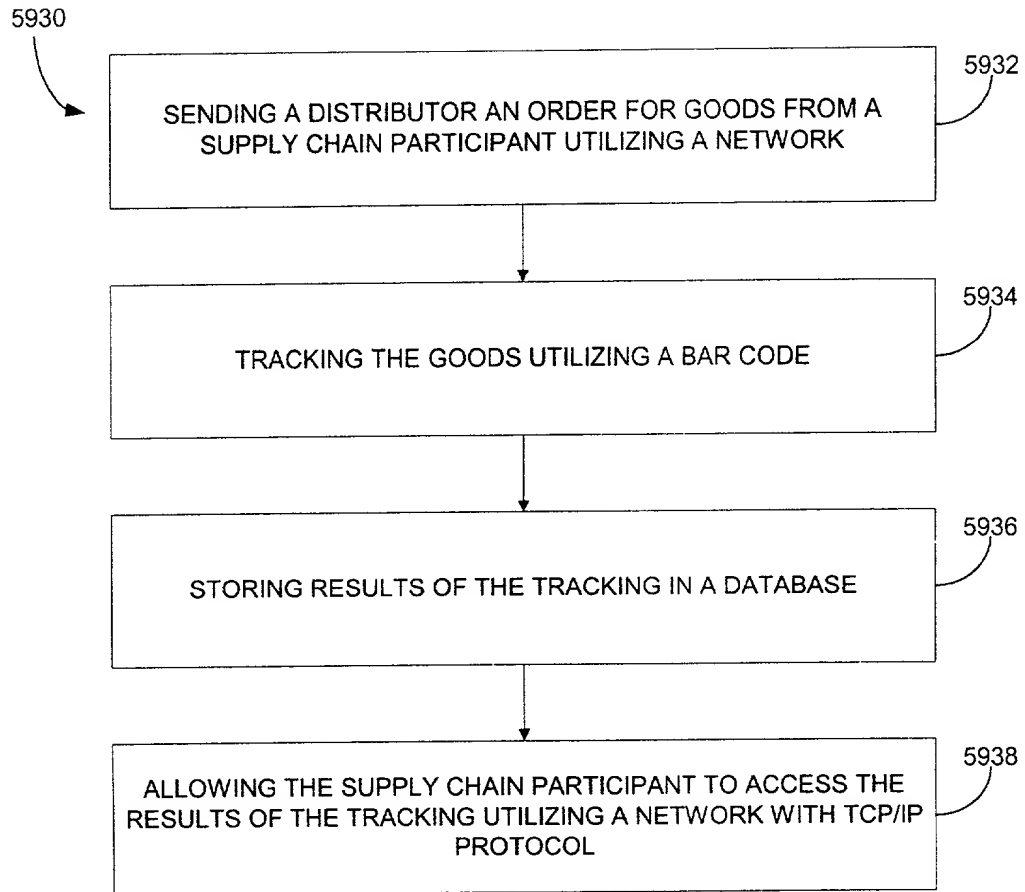 5930
5932
SENDING A DISTRIBUTOR AN ORDER FOR GOODS FROM A
SUPPLY CHAIN PARTICIPANT UTILIZING A NETWORK
5934
TRACKING THE GOODS UTILIZING A BAR CODE
5936
STORING RESULTS OF THE TRACKING IN A DATABASE
5938
ALLOWING THE SUPPLY CHAIN PARTICIPANT TO ACCESS THE
RESULTS OF THE TRACKING UTILIZING A NETWORK WITH TCP/IP
PROTOCOL